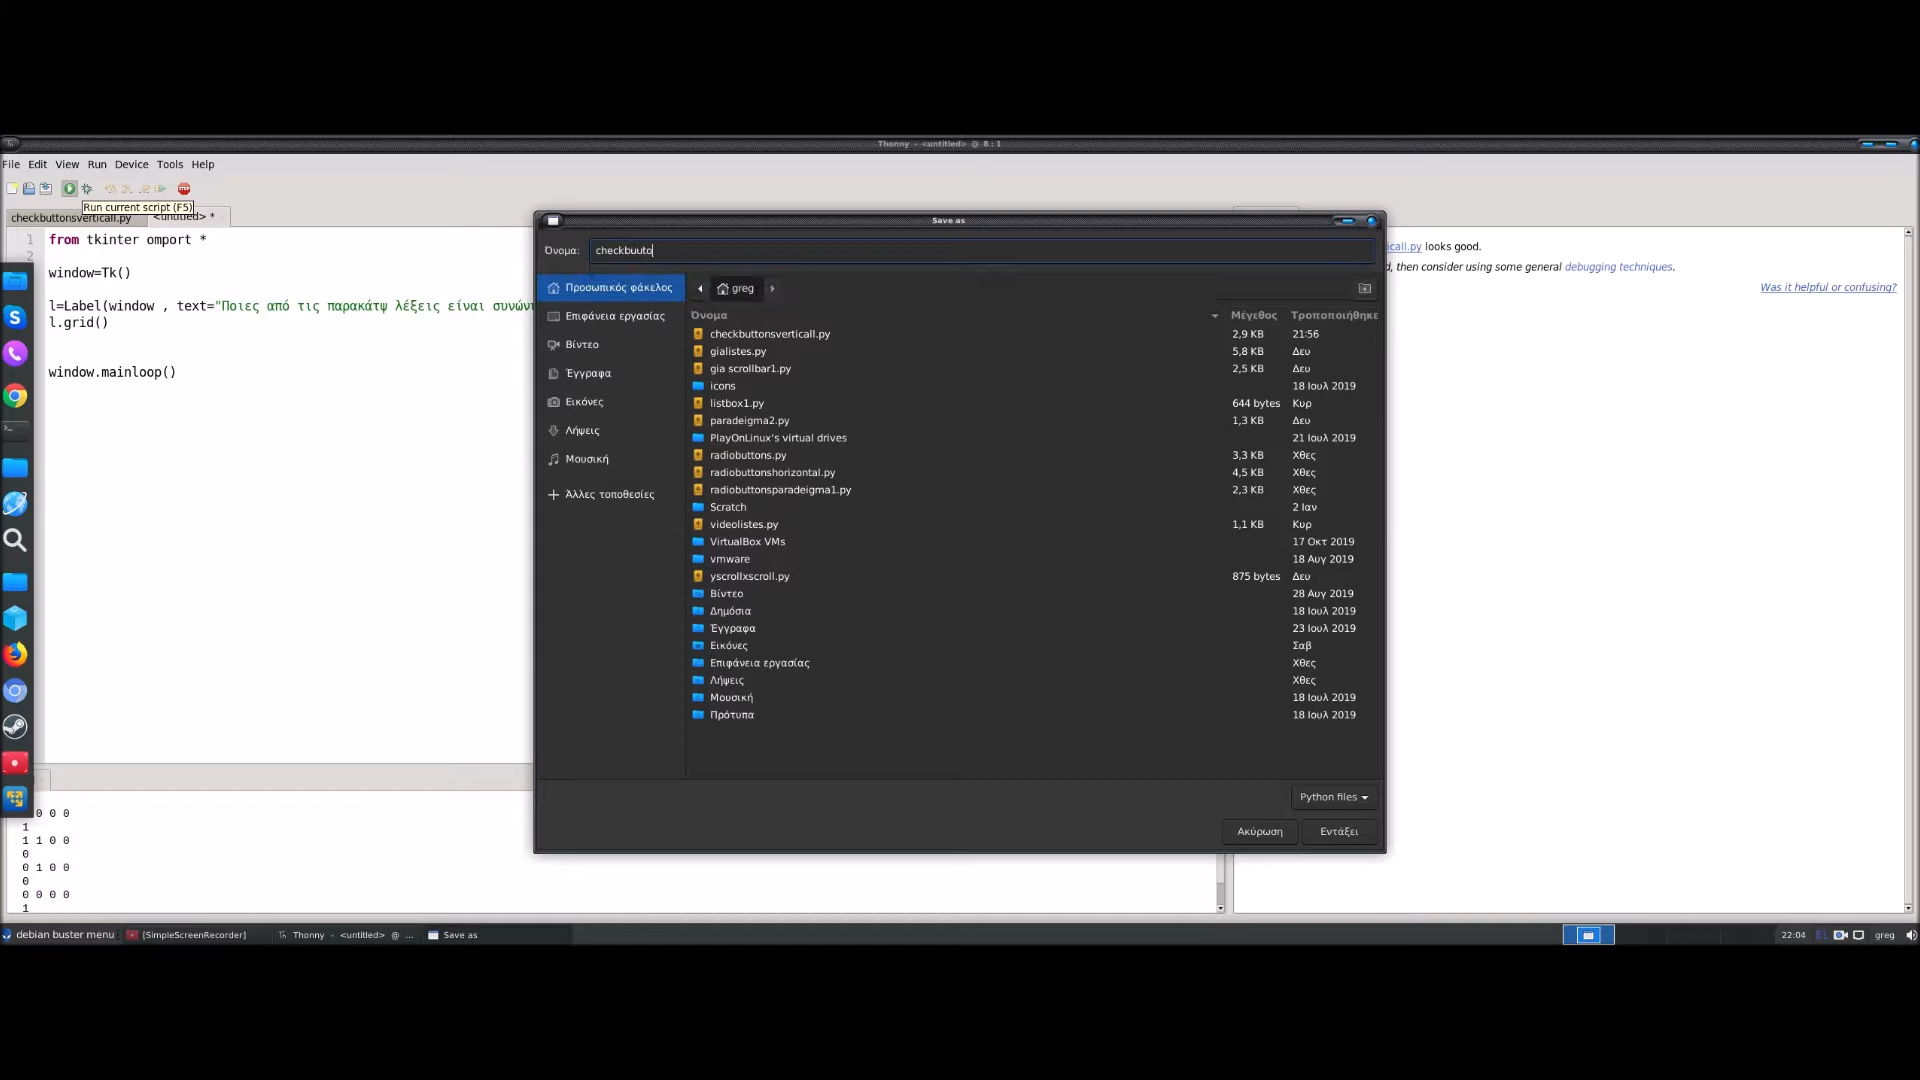 Thonny - <untitled> @ 8 : 1
File Edit View Run Device Tools Help
Run current script (F5)
checkbuttonsverticall.py
<untitled> *
1 from tkinter omport *
2
window=Tk()
l=Label(window , text="Ποιες από τις παρακάτψ λέξεις είναι συνών
l.grid()
window.mainloop()
0 0 0
1
1 1 0 0
0
0 1 0 0
0
0 0 0 0
1
Save as
Όνομα: checkbuuto
Προσωπικός φάκελος
Επιφάνεια εργασίας
Βίντεο
Έγγραφα
Εικόνες
Λήψεις
Μουσική
Άλλες τοποθεσίες
greg
Όνομα Μέγεθος Τροποποιήθηκε
checkbuttonsverticall.py 2,9 KB 21:56
gialistes.py 5,8 KB Δευ
gia scrollbar1.py 2,5 KB Δευ
icons 18 Ιουλ 2019
listbox1.py 644 bytes Κυρ
paradeigma2.py 1,3 KB Δευ
PlayOnLinux's virtual drives 21 Ιουλ 2019
radiobuttons.py 3,3 KB Χθες
radiobuttonshorizontal.py 4,5 KB Χθες
radiobuttonsparadeigma1.py 2,3 KB Χθες
Scratch 2 Ιαν
videolistes.py 1,1 KB Κυρ
VirtualBox VMs 17 Οκτ 2019
vmware 18 Αυγ 2019
yscrollxscroll.py 875 bytes Δευ
Βίντεο 28 Αυγ 2019
Δημόσια 18 Ιουλ 2019
Έγγραφα 23 Ιουλ 2019
Εικόνες Σαβ
Επιφάνεια εργασίας Χθες
Λήψεις Χθες
Μουσική 18 Ιουλ 2019
Πρότυπα 18 Ιουλ 2019
Python files
Ακύρωση Εντάξει
call.py looks good.
d, then consider using some general debugging techniques.
Was it helpful or confusing?
debian buster menu [SimpleScreenRecorder] Thonny - <untitled> @ ... Save as 22:04 EL greg